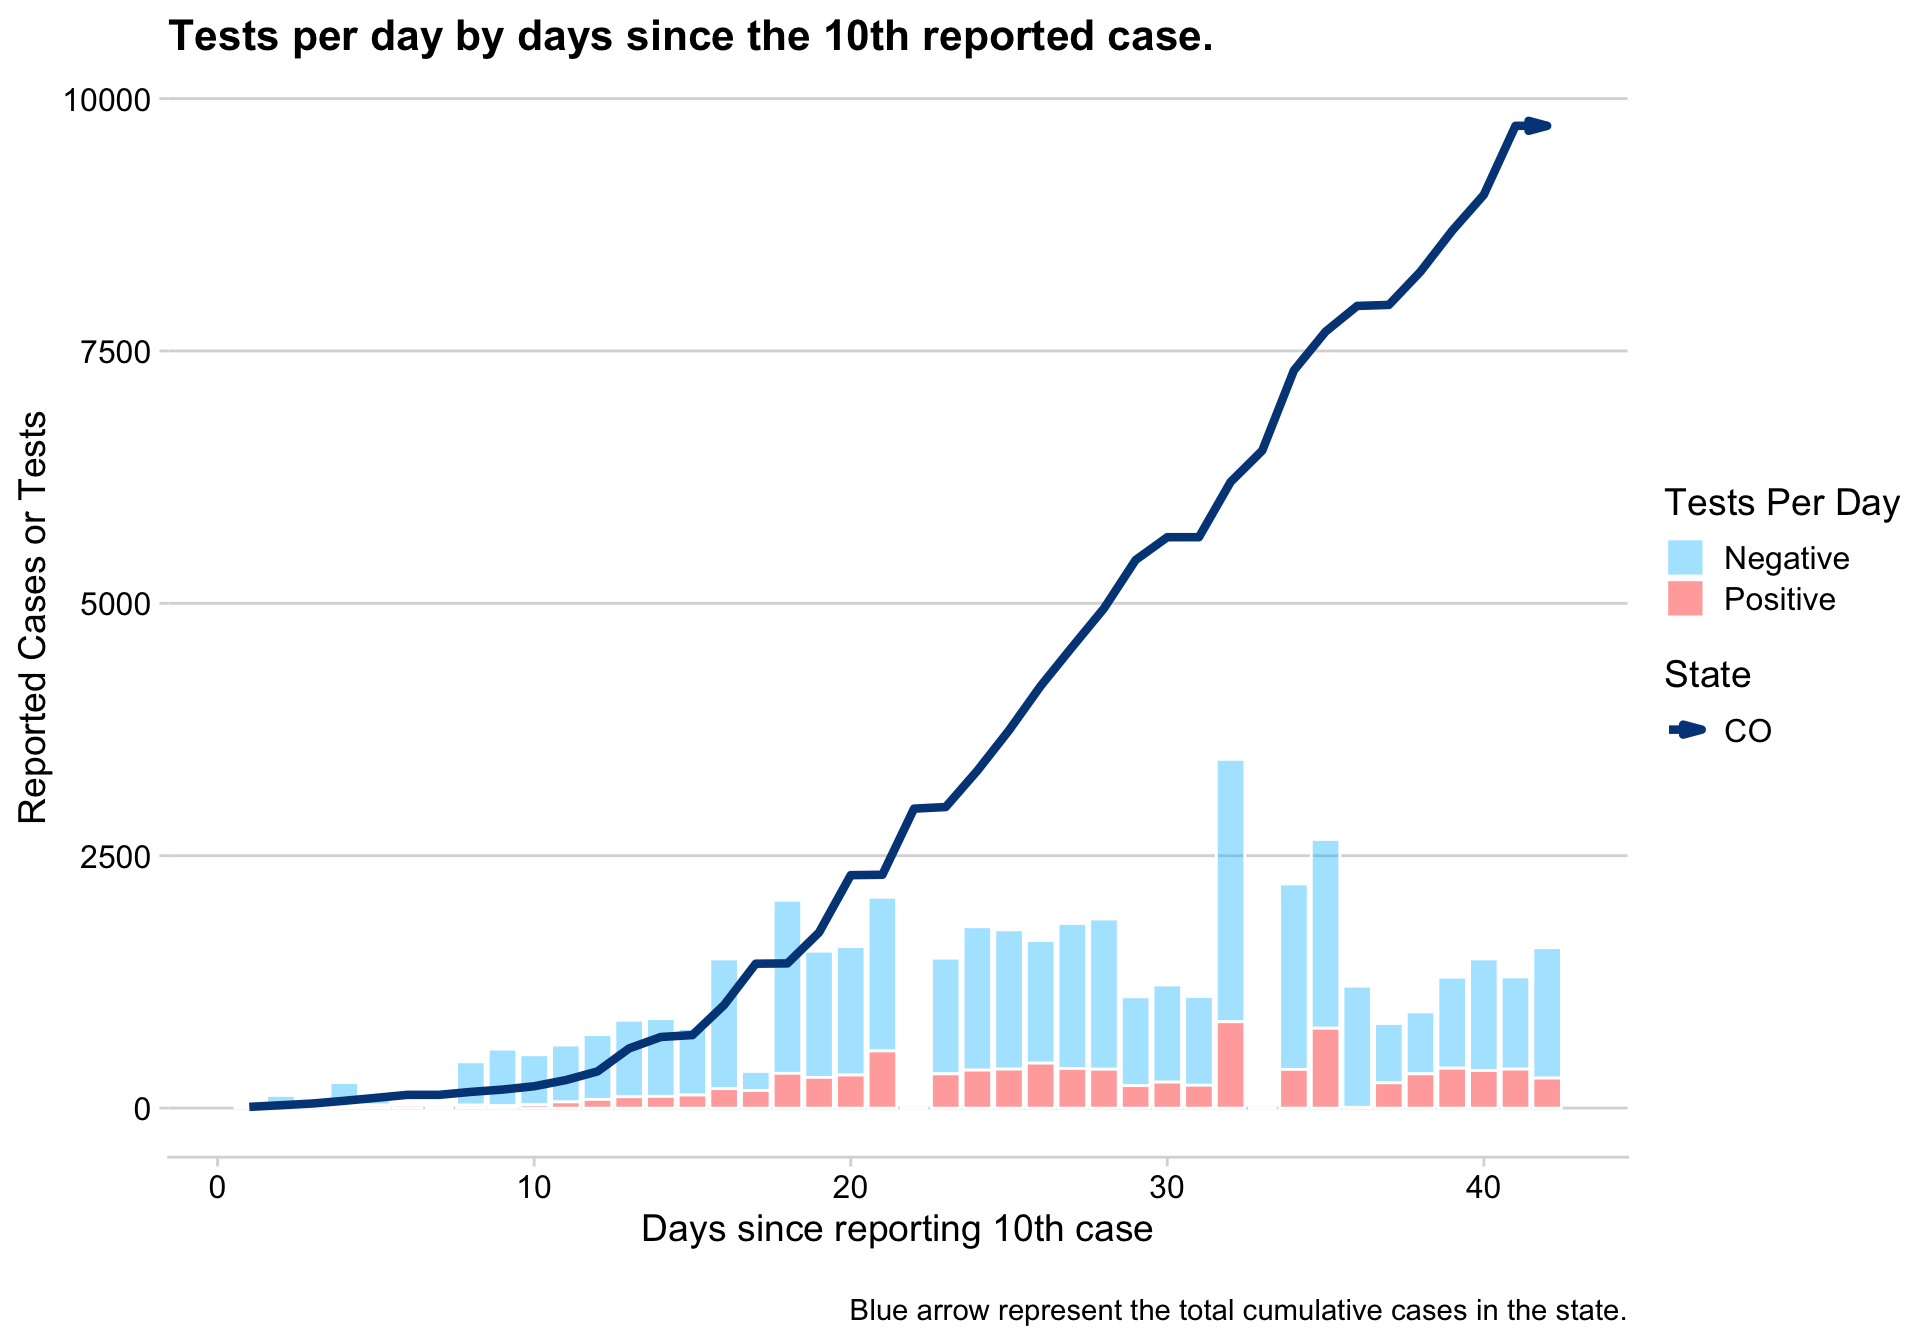 Tests per day by days since the 10th reported case.
10000
7500
5000
2500
0
Reported Cases or Tests
0 10 20 30 40
Days since reporting 10th case
Tests Per Day
Negative
Positive
State
CO
Blue arrow represent the total cumulative cases in the state.